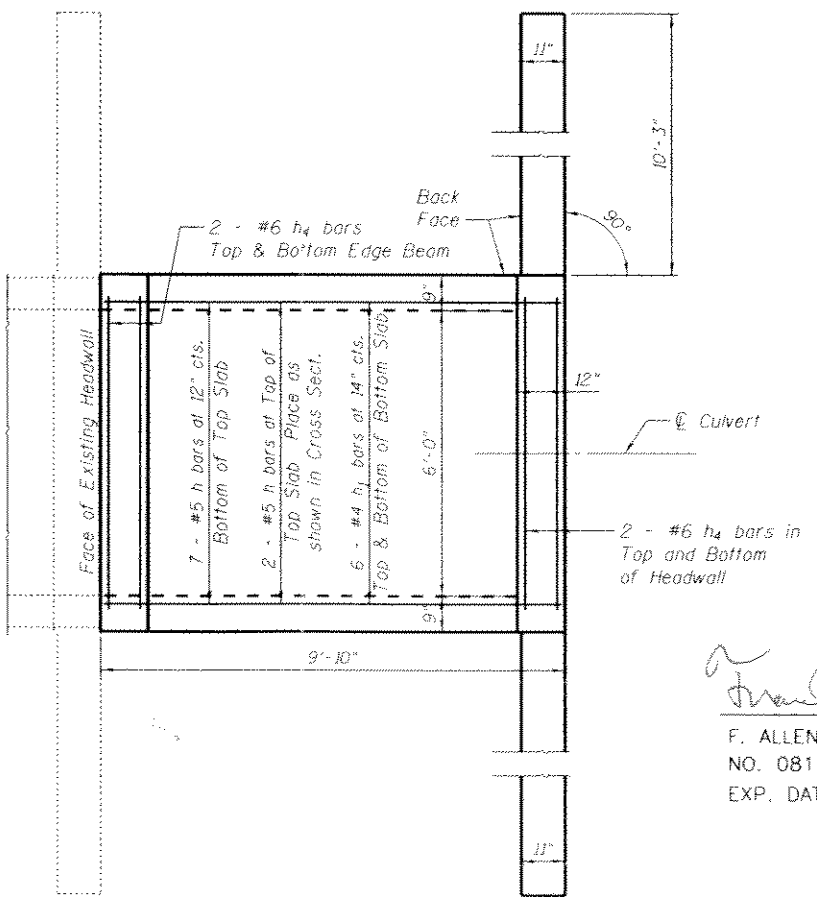 11"
10'-3"
Back
Face
90°
2 - #6 h₄ bars
Top & Bottom Edge Beam
Face of Existing Headwall
7 - #5 h bars at 12" cts.
Bottom of Top Slab
2 - #5 h bars at Top of
Top Slab Place as
shown in Cross Sect.
6 - #4 h₁ bars at 14" cts.
Top & Bottom of Bottom Slab
9"
6'-0"
9"
12"
℄ Culvert
2 - #6 h₄ bars in
Top and Bottom
of Headwall
9'-10"
F. ALLEN
NO. 081
EXP. DAT
11"